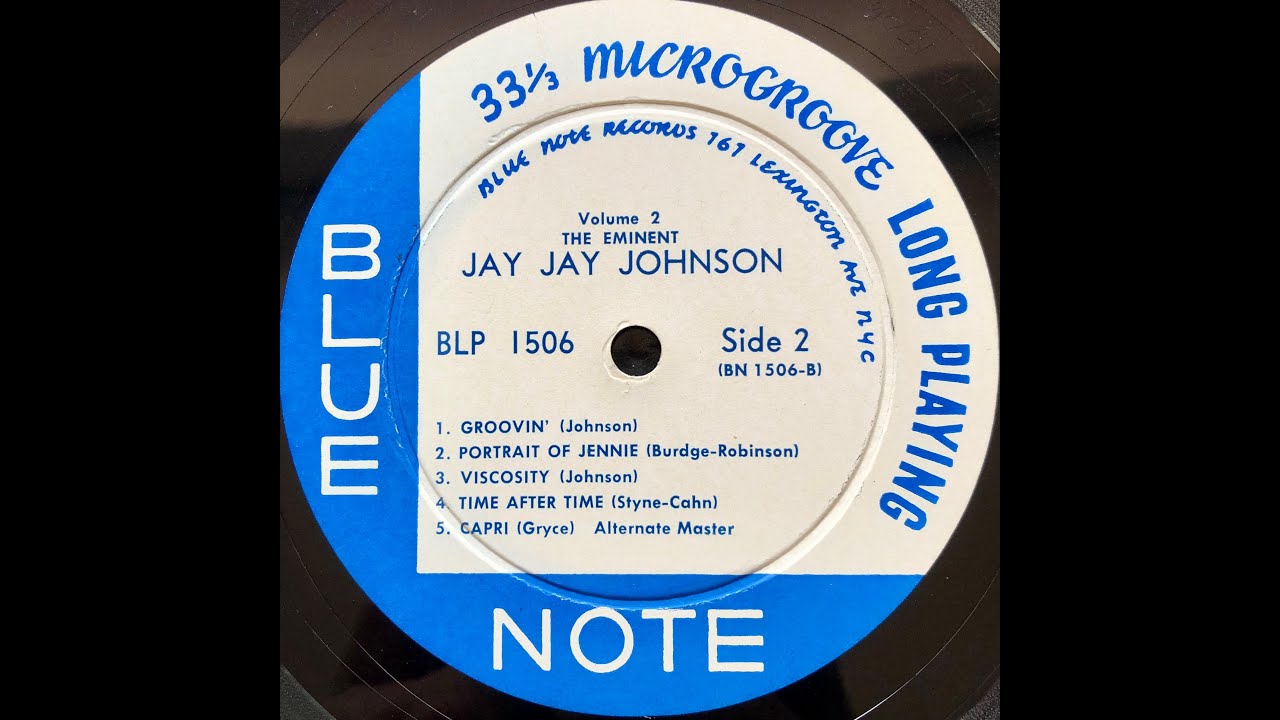 33⅓ MICROGROOVE LONG PLAYING
BLUE NOTE RECORDS 767 LEXINGTON AVE NYC
Volume 2
THE EMINENT
JAY JAY JOHNSON
BLP 1506
Side 2
(BN 1506-B)
1. GROOVIN' (Johnson)
2. PORTRAIT OF JENNIE (Burdge-Robinson)
3. VISCOSITY (Johnson)
4. TIME AFTER TIME (Styne-Cahn)
5. CAPRI (Gryce) Alternate Master
BLUE
NOTE